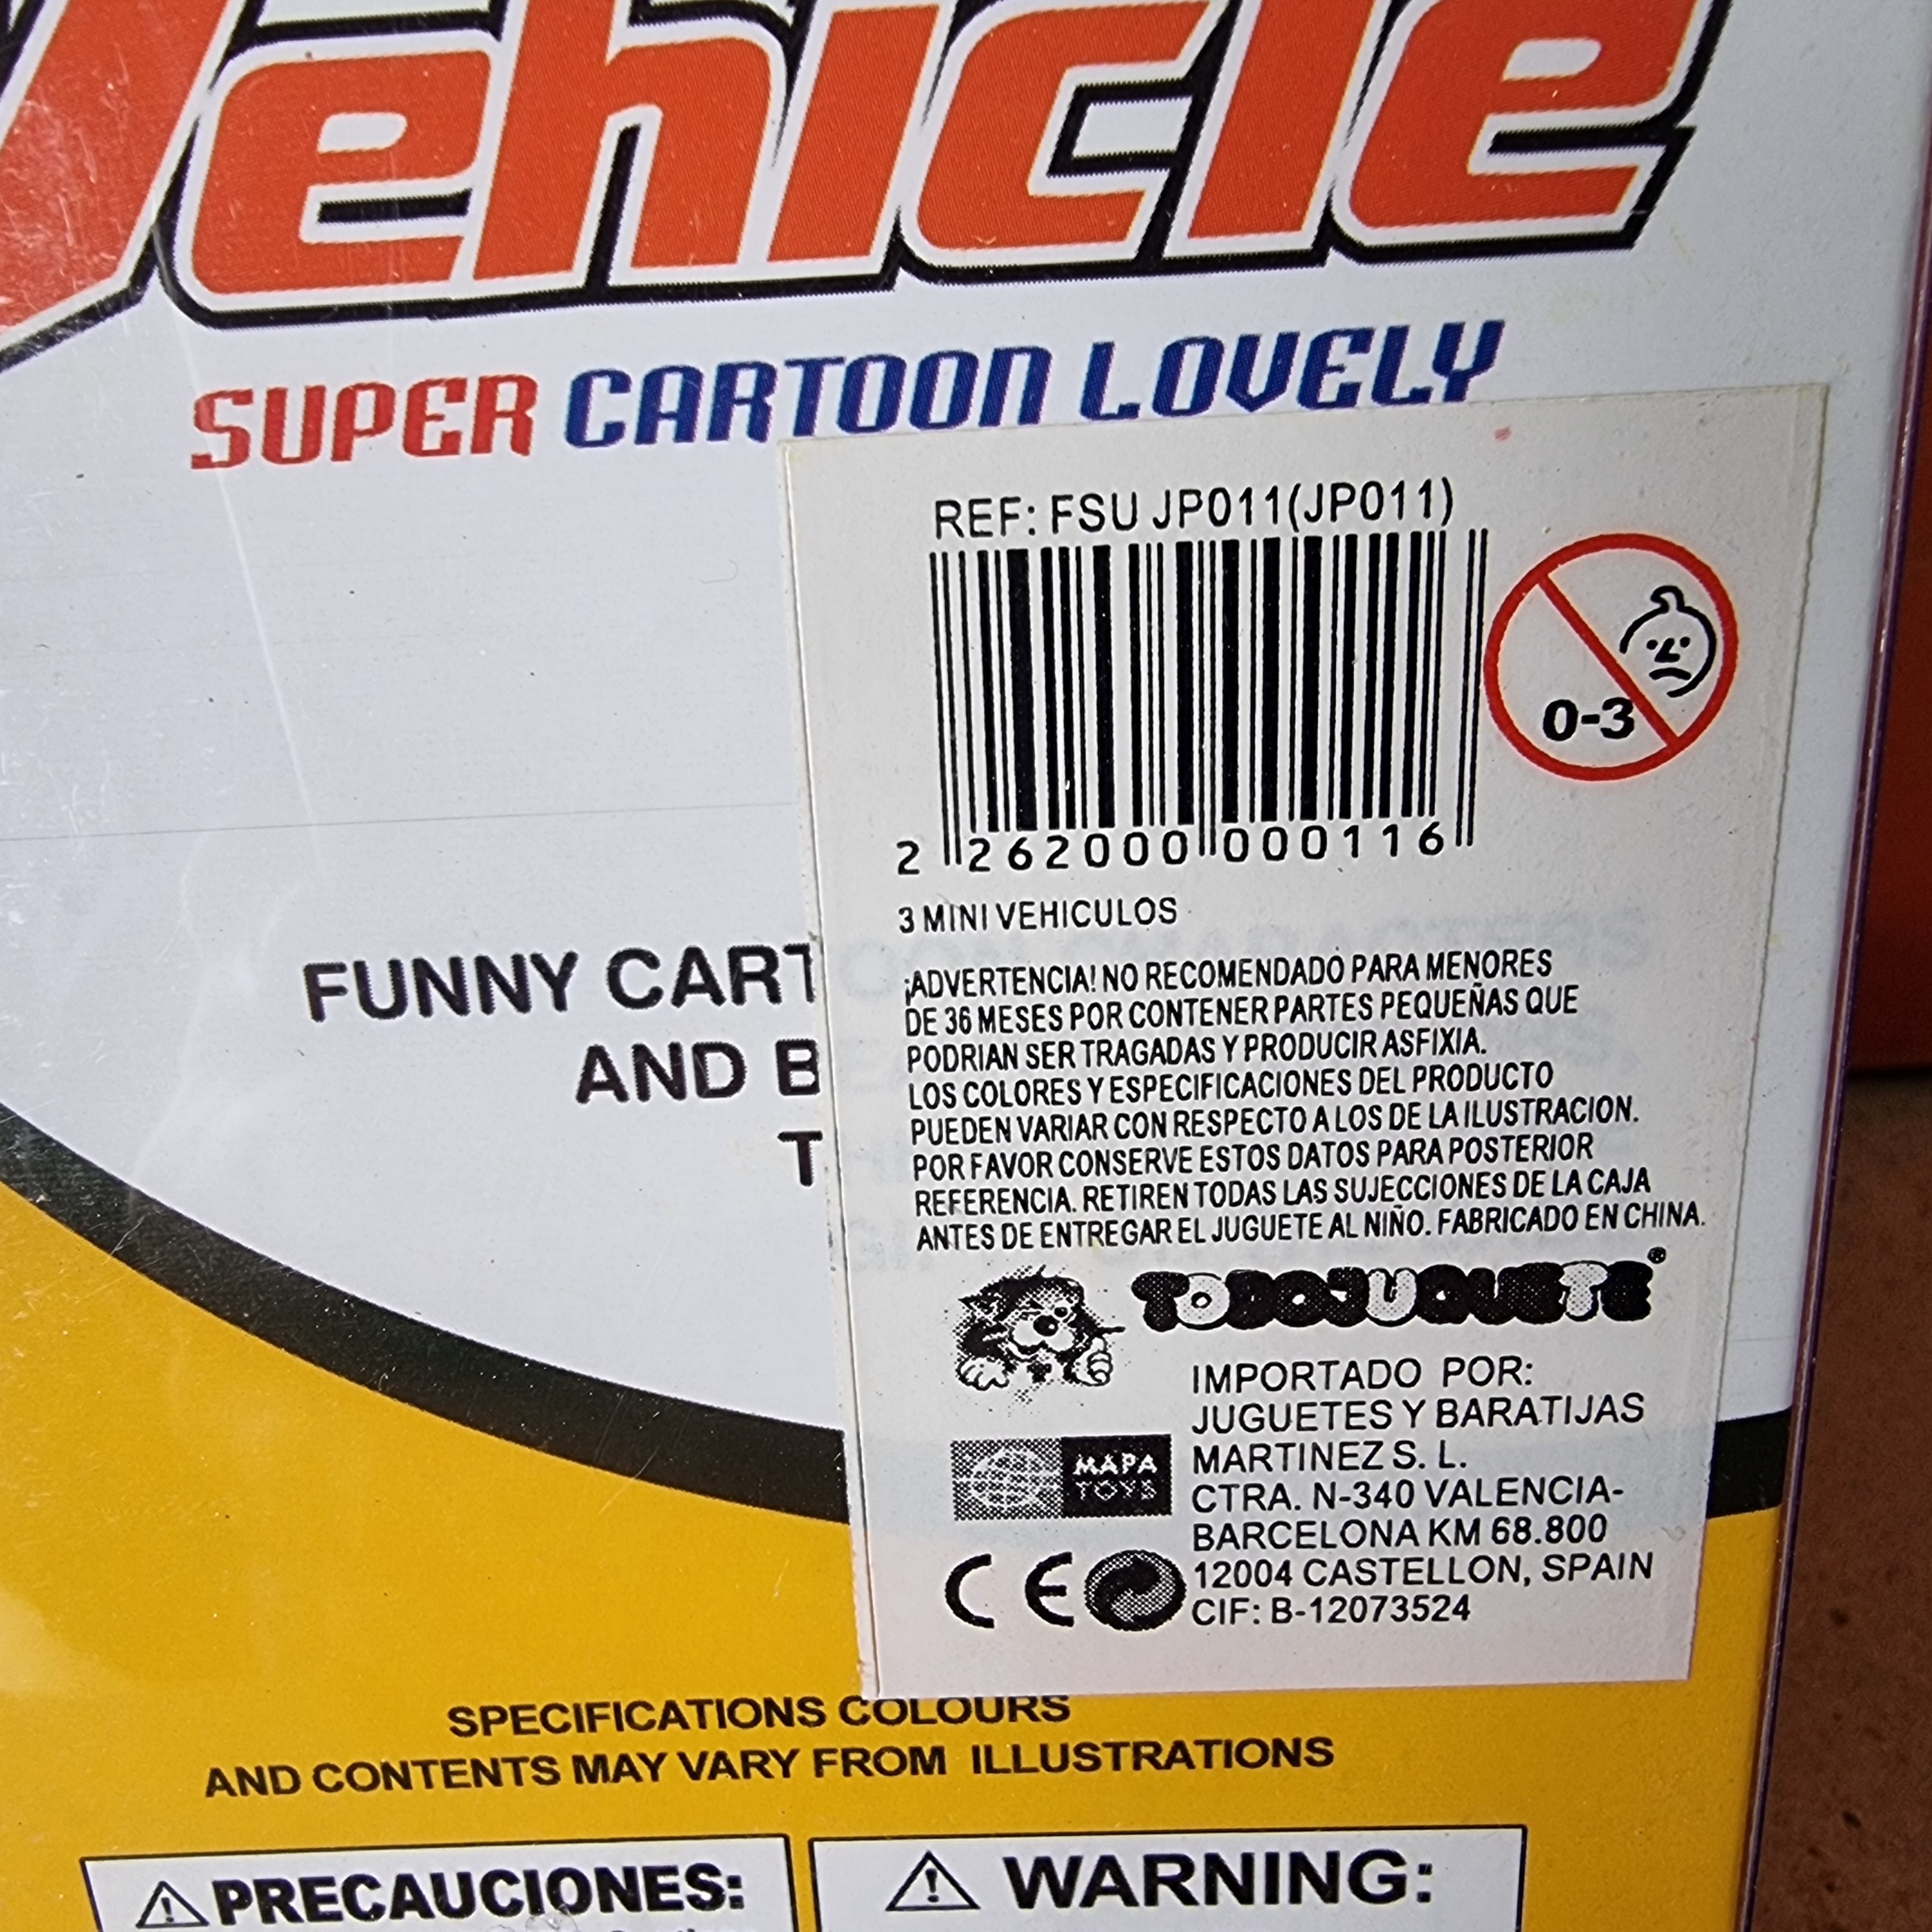 Vehicle
SUPER CARTOON LOVELY
REF: FSU JP011(JP011)
0-3
2 262000 000116
3 MINI VEHICULOS
¡ADVERTENCIA! NO RECOMENDADO PARA MENORES
DE 36 MESES POR CONTENER PARTES PEQUEÑAS QUE
PODRIAN SER TRAGADAS Y PRODUCIR ASFIXIA.
LOS COLORES Y ESPECIFICACIONES DEL PRODUCTO
PUEDEN VARIAR CON RESPECTO A LOS DE LA ILUSTRACION.
POR FAVOR CONSERVE ESTOS DATOS PARA POSTERIOR
REFERENCIA. RETIREN TODAS LAS SUJECCIONES DE LA CAJA
ANTES DE ENTREGAR EL JUGUETE AL NIÑO. FABRICADO EN CHINA.
TODOJUGUETE®
MAPA
TOYS
IMPORTADO POR:
JUGUETES Y BARATIJAS
MARTINEZ S. L.
CTRA. N-340 VALENCIA-
BARCELONA KM 68.800
12004 CASTELLON, SPAIN
CIF: B-12073524
CE
FUNNY CART
AND B
T
SPECIFICATIONS COLOURS
AND CONTENTS MAY VARY FROM ILLUSTRATIONS
PRECAUCIONES:
WARNING: